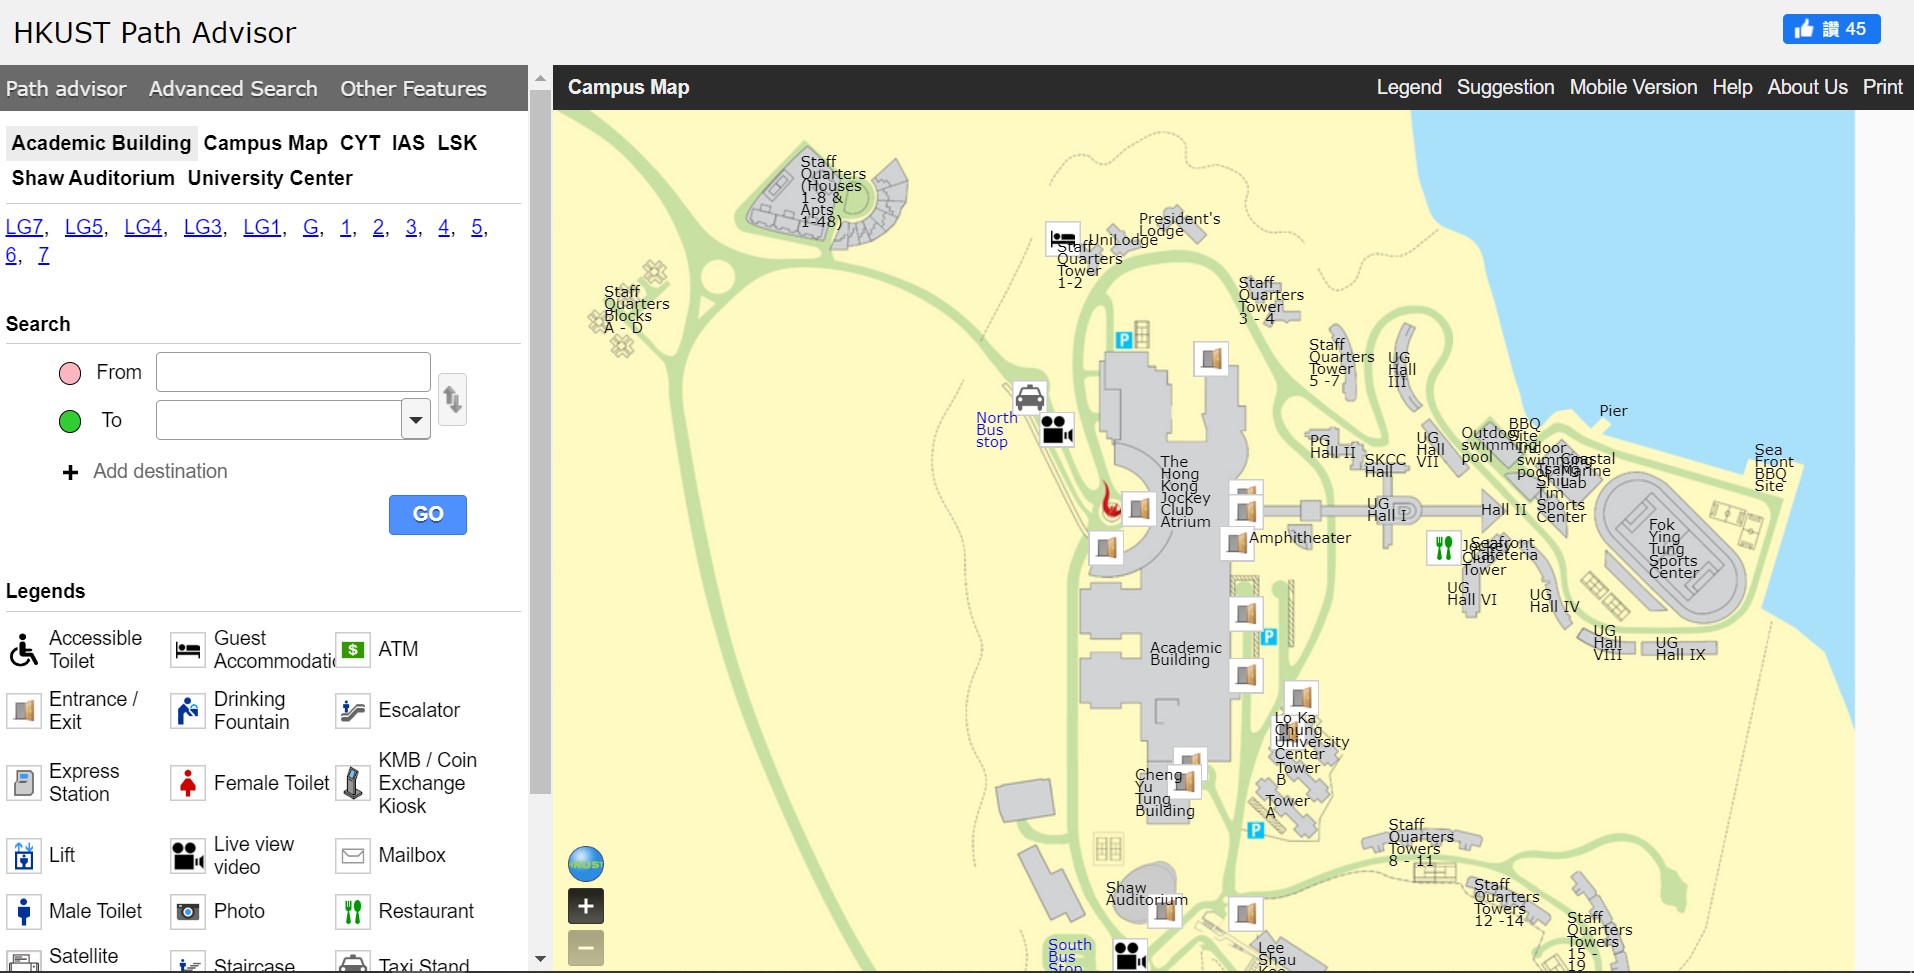 HKUST Path Advisor
讚 45
Path advisor Advanced Search Other Features
Campus Map
Legend Suggestion Mobile Version Help About Us Print
Academic Building Campus Map CYT IAS LSK
Shaw Auditorium University Center
LG7, LG5, LG4, LG3, LG1, G, 1, 2, 3, 4, 5,
6, 7
Search
From
To
+ Add destination
GO
Legends
Accessible
Toilet
Guest
Accommodatio
ATM
Entrance /
Exit
Drinking
Fountain
Escalator
Express
Station
Female Toilet
KMB / Coin
Exchange
Kiosk
Lift
Live view
video
Mailbox
Male Toilet
Photo
Restaurant
Satellite
Staircase
Taxi Stand
Staff
Quarters
(Houses
1-8 &
Apts
1-48)
Staff
Quarters
Blocks
A - D
President's
Lodge
UniLodge
Staff
Quarters
Tower
1-2
Staff
Quarters
Tower
3 - 4
P
Staff
Quarters
Tower
5 -7
UG
Hall
III
North
Bus
stop
Pier
PG
Hall II
SKCC
Hall
UG
Hall
VII
Outdoor
swimming
pool
BBQ
Site
Indoor
swimming
pool
Coastal
Marine
Lab
Tsang
Shiu
Tim
Sports
Center
Sea
Front
BBQ
Site
The
Hong
Kong
Jockey
Club
Atrium
UG
Hall I
Hall II
Fok
Ying
Tung
Sports
Center
Amphitheater
Jockey
Club
Tower
Seafront
Cafeteria
UG
Hall VI
UG
Hall IV
UG
Hall
VIII
UG
Hall IX
P
Academic
Building
Lo Ka
Chung
University
Center
Tower
B
Tower
A
Cheng
Yu
Tung
Building
P
Staff
Quarters
Towers
8 - 11
Shaw
Auditorium
Staff
Quarters
Towers
12 -14
Staff
Quarters
Towers
15 -
19
South
Bus
Stop
Lee
Shau
Kee
HKUST
+
−